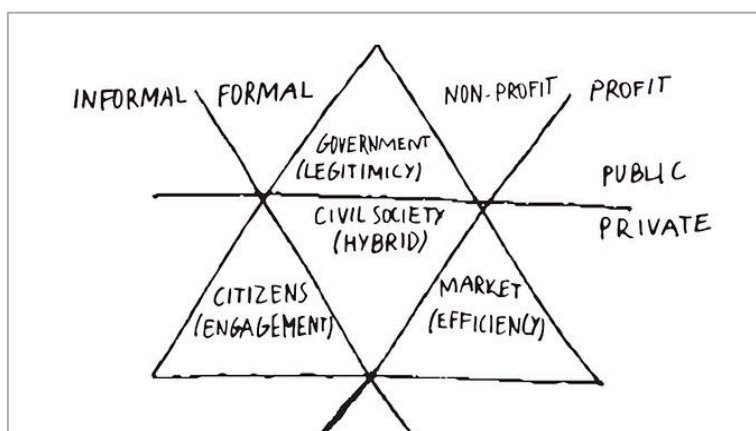 INFORMAL FORMAL NON-PROFIT PROFIT
GOVERNMENT
(LEGITIMICY)
PUBLIC
CIVIL SOCIETY
(HYBRID)
PRIVATE
CITIZENS
(ENGAGEMENT)
MARKET
(EFFICIENCY)